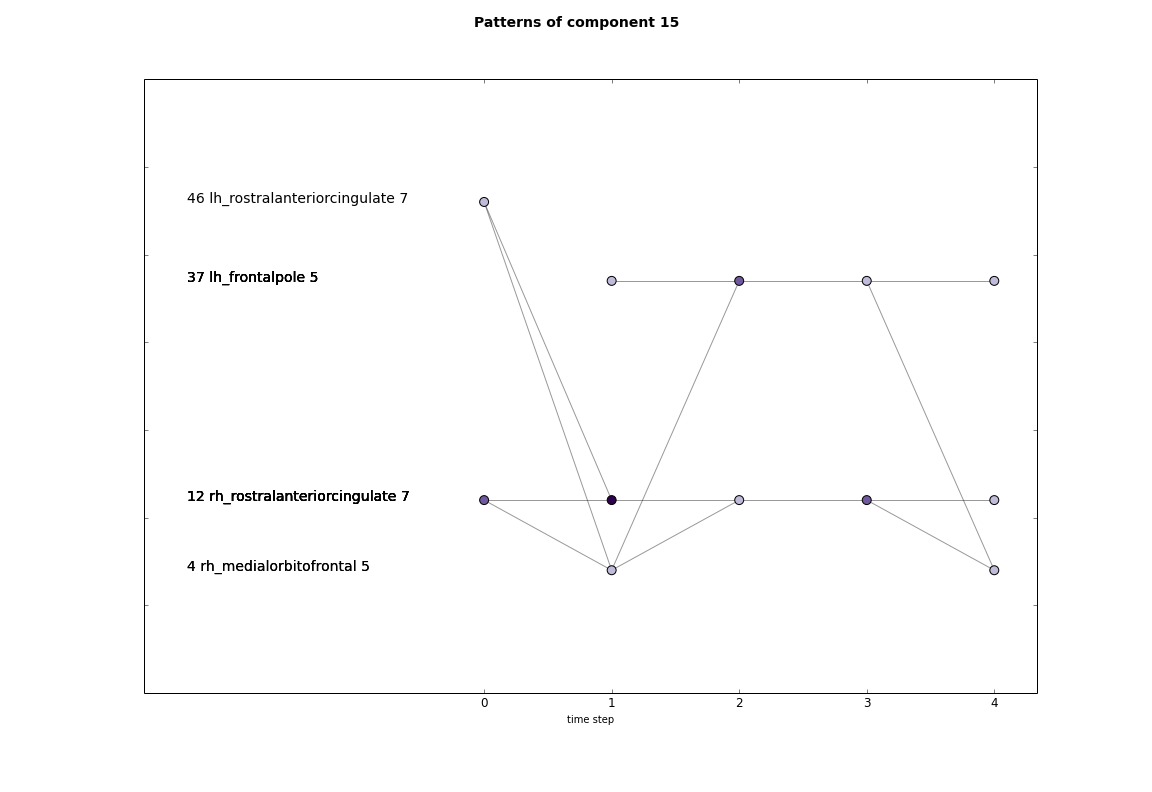 Patterns of component 15
46 lh_rostralanteriorcingulate 7
37 lh_frontalpole 5
12 rh_rostralanteriorcingulate 7
4 rh_medialorbitofrontal 5
0 1 2 3 4
time step